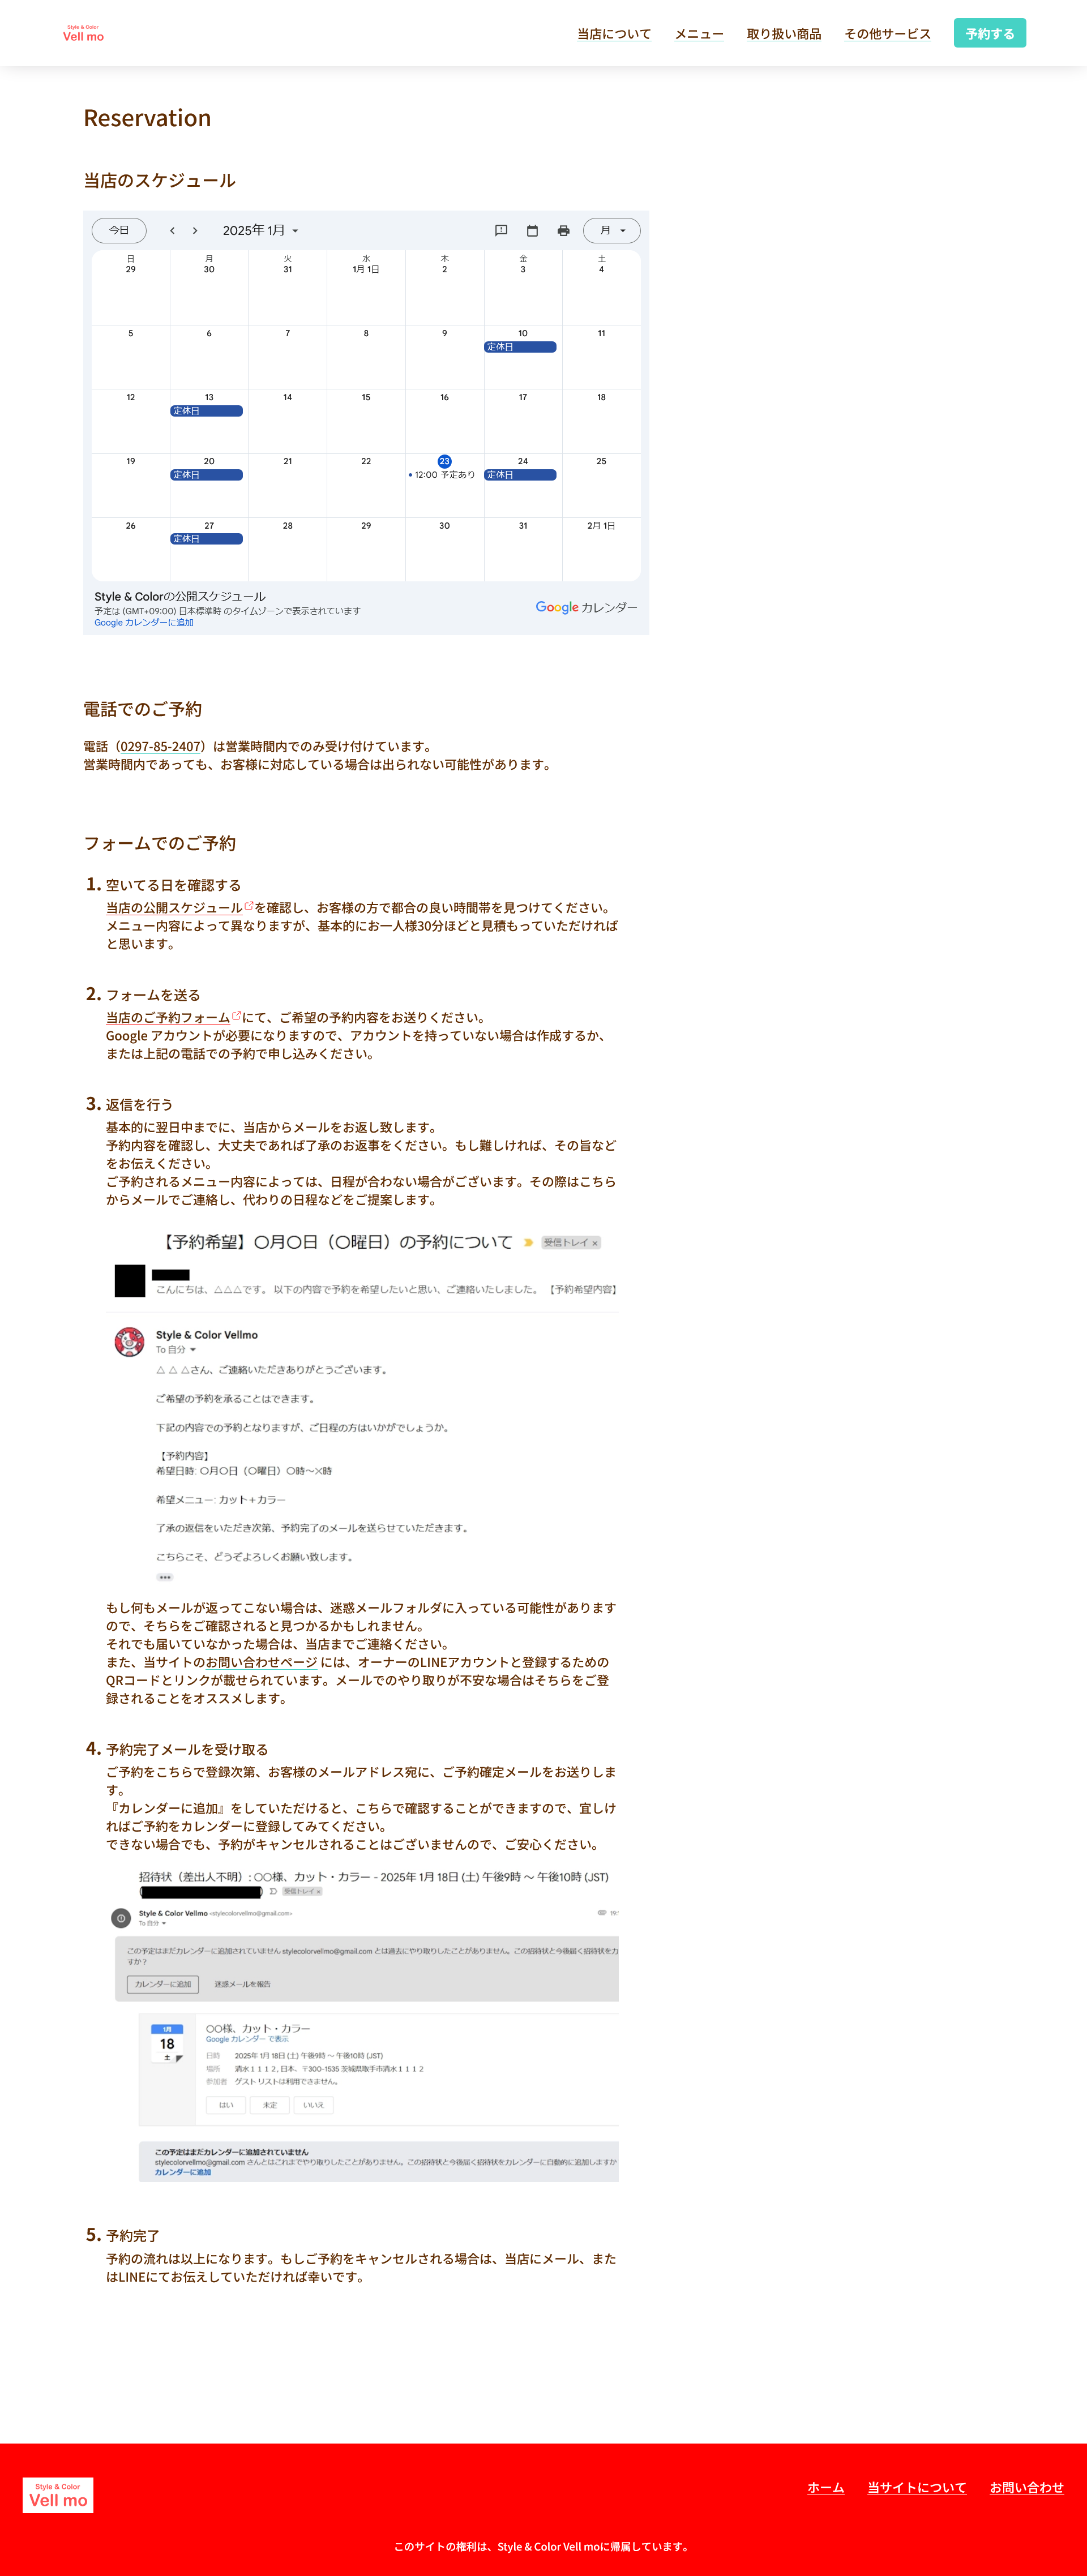 Style & Color
Vell mo
当店について
メニュー
取り扱い商品
その他サービス
予約する
Reservation
当店のスケジュール
今日
2025年 1月
月
日 月 火 水 木 金 土
29 30 31 1月 1日 2 3 4
5 6 7 8 9 10 11
定休日
12 13 14 15 16 17 18
定休日
19 20 21 22 23 24 25
定休日 12:00 予定あり 定休日
26 27 28 29 30 31 2月 1日
定休日
Style & Colorの公開スケジュール
予定は (GMT+09:00) 日本標準時 のタイムゾーンで表示されています
Google カレンダーに追加
Google カレンダー
電話でのご予約
電話（0297-85-2407）は営業時間内でのみ受け付けています。
営業時間内であっても、お客様に対応している場合は出られない可能性があります。
フォームでのご予約
1. 空いてる日を確認する
当店の公開スケジュールを確認し、お客様の方で都合の良い時間帯を見つけてください。
メニュー内容によって異なりますが、基本的にお一人様30分ほどと見積もっていただければ
と思います。
2. フォームを送る
当店のご予約フォームにて、ご希望の予約内容をお送りください。
Google アカウントが必要になりますので、アカウントを持っていない場合は作成するか、
または上記の電話での予約で申し込みください。
3. 返信を行う
基本的に翌日中までに、当店からメールをお返し致します。
予約内容を確認し、大丈夫であれば了承のお返事をください。もし難しければ、その旨など
をお伝えください。
ご予約されるメニュー内容によっては、日程が合わない場合がございます。その際はこちら
からメールでご連絡し、代わりの日程などをご提案します。
【予約希望】〇月〇日（〇曜日）の予約について
受信トレイ ×
こんにちは、△△△です。 以下の内容で予約を希望したいと思い、ご連絡いたしました。 【予約希望内容】
Style & Color Vellmo
To 自分
△ △ △さん、ご連絡いただきありがとうございます。
ご希望の予約を承ることはできます。
下記の内容での予約となりますが、ご日程の方はいかがでしょうか。
【予約内容】
希望日時: 〇月〇日（〇曜日）〇時～×時
希望メニュー: カット＋カラー
了承の返信をいただき次第、予約完了のメールを送らせていただきます。
こちらこそ、どうぞよろしくお願い致します。
もし何もメールが返ってこない場合は、迷惑メールフォルダに入っている可能性があります
ので、そちらをご確認されると見つかるかもしれません。
それでも届いていなかった場合は、当店までご連絡ください。
また、当サイトのお問い合わせページ には、オーナーのLINEアカウントと登録するための
QRコードとリンクが載せられています。メールでのやり取りが不安な場合はそちらをご登
録されることをオススメします。
4. 予約完了メールを受け取る
ご予約をこちらで登録次第、お客様のメールアドレス宛に、ご予約確定メールをお送りしま
す。
『カレンダーに追加』をしていただけると、こちらで確認することができますので、宜しけ
ればご予約をカレンダーに登録してみてください。
できない場合でも、予約がキャンセルされることはございませんので、ご安心ください。
招待状（差出人不明）: 〇〇様、カット・カラー - 2025年 1月 18日 (土) 午後9時 ～ 午後10時 (JST)
受信トレイ ×
Style & Color Vellmo <stylecolorvellmo@gmail.com>
19:
To 自分
この予定はまだカレンダーに追加されていません stylecolorvellmo@gmail.com とは過去にやり取りしたことがありません。この招待状と今後届く招待状を力
すか？
カレンダーに追加
迷惑メールを報告
1月
18
土
〇〇様、カット・カラー
Google カレンダー で表示
日時 2025年 1月 18日 (土) 午後9時 ～ 午後10時 (JST)
場所 清水１１１２, 日本、〒300-1535 茨城県取手市清水１１１２
参加者 ゲスト リストは利用できません。
はい
未定
いいえ
この予定はまだカレンダーに追加されていません
stylecolorvellmo@gmail.com さんとはこれまでやり取りしたことがありません。この招待状と今後届く招待状をカレンダーに自動的に追加しますか
カレンダーに追加
5. 予約完了
予約の流れは以上になります。もしご予約をキャンセルされる場合は、当店にメール、また
はLINEにてお伝えしていただければ幸いです。
Style & Color
Vell mo
ホーム
当サイトについて
お問い合わせ
このサイトの権利は、Style & Color Vell moに帰属しています。